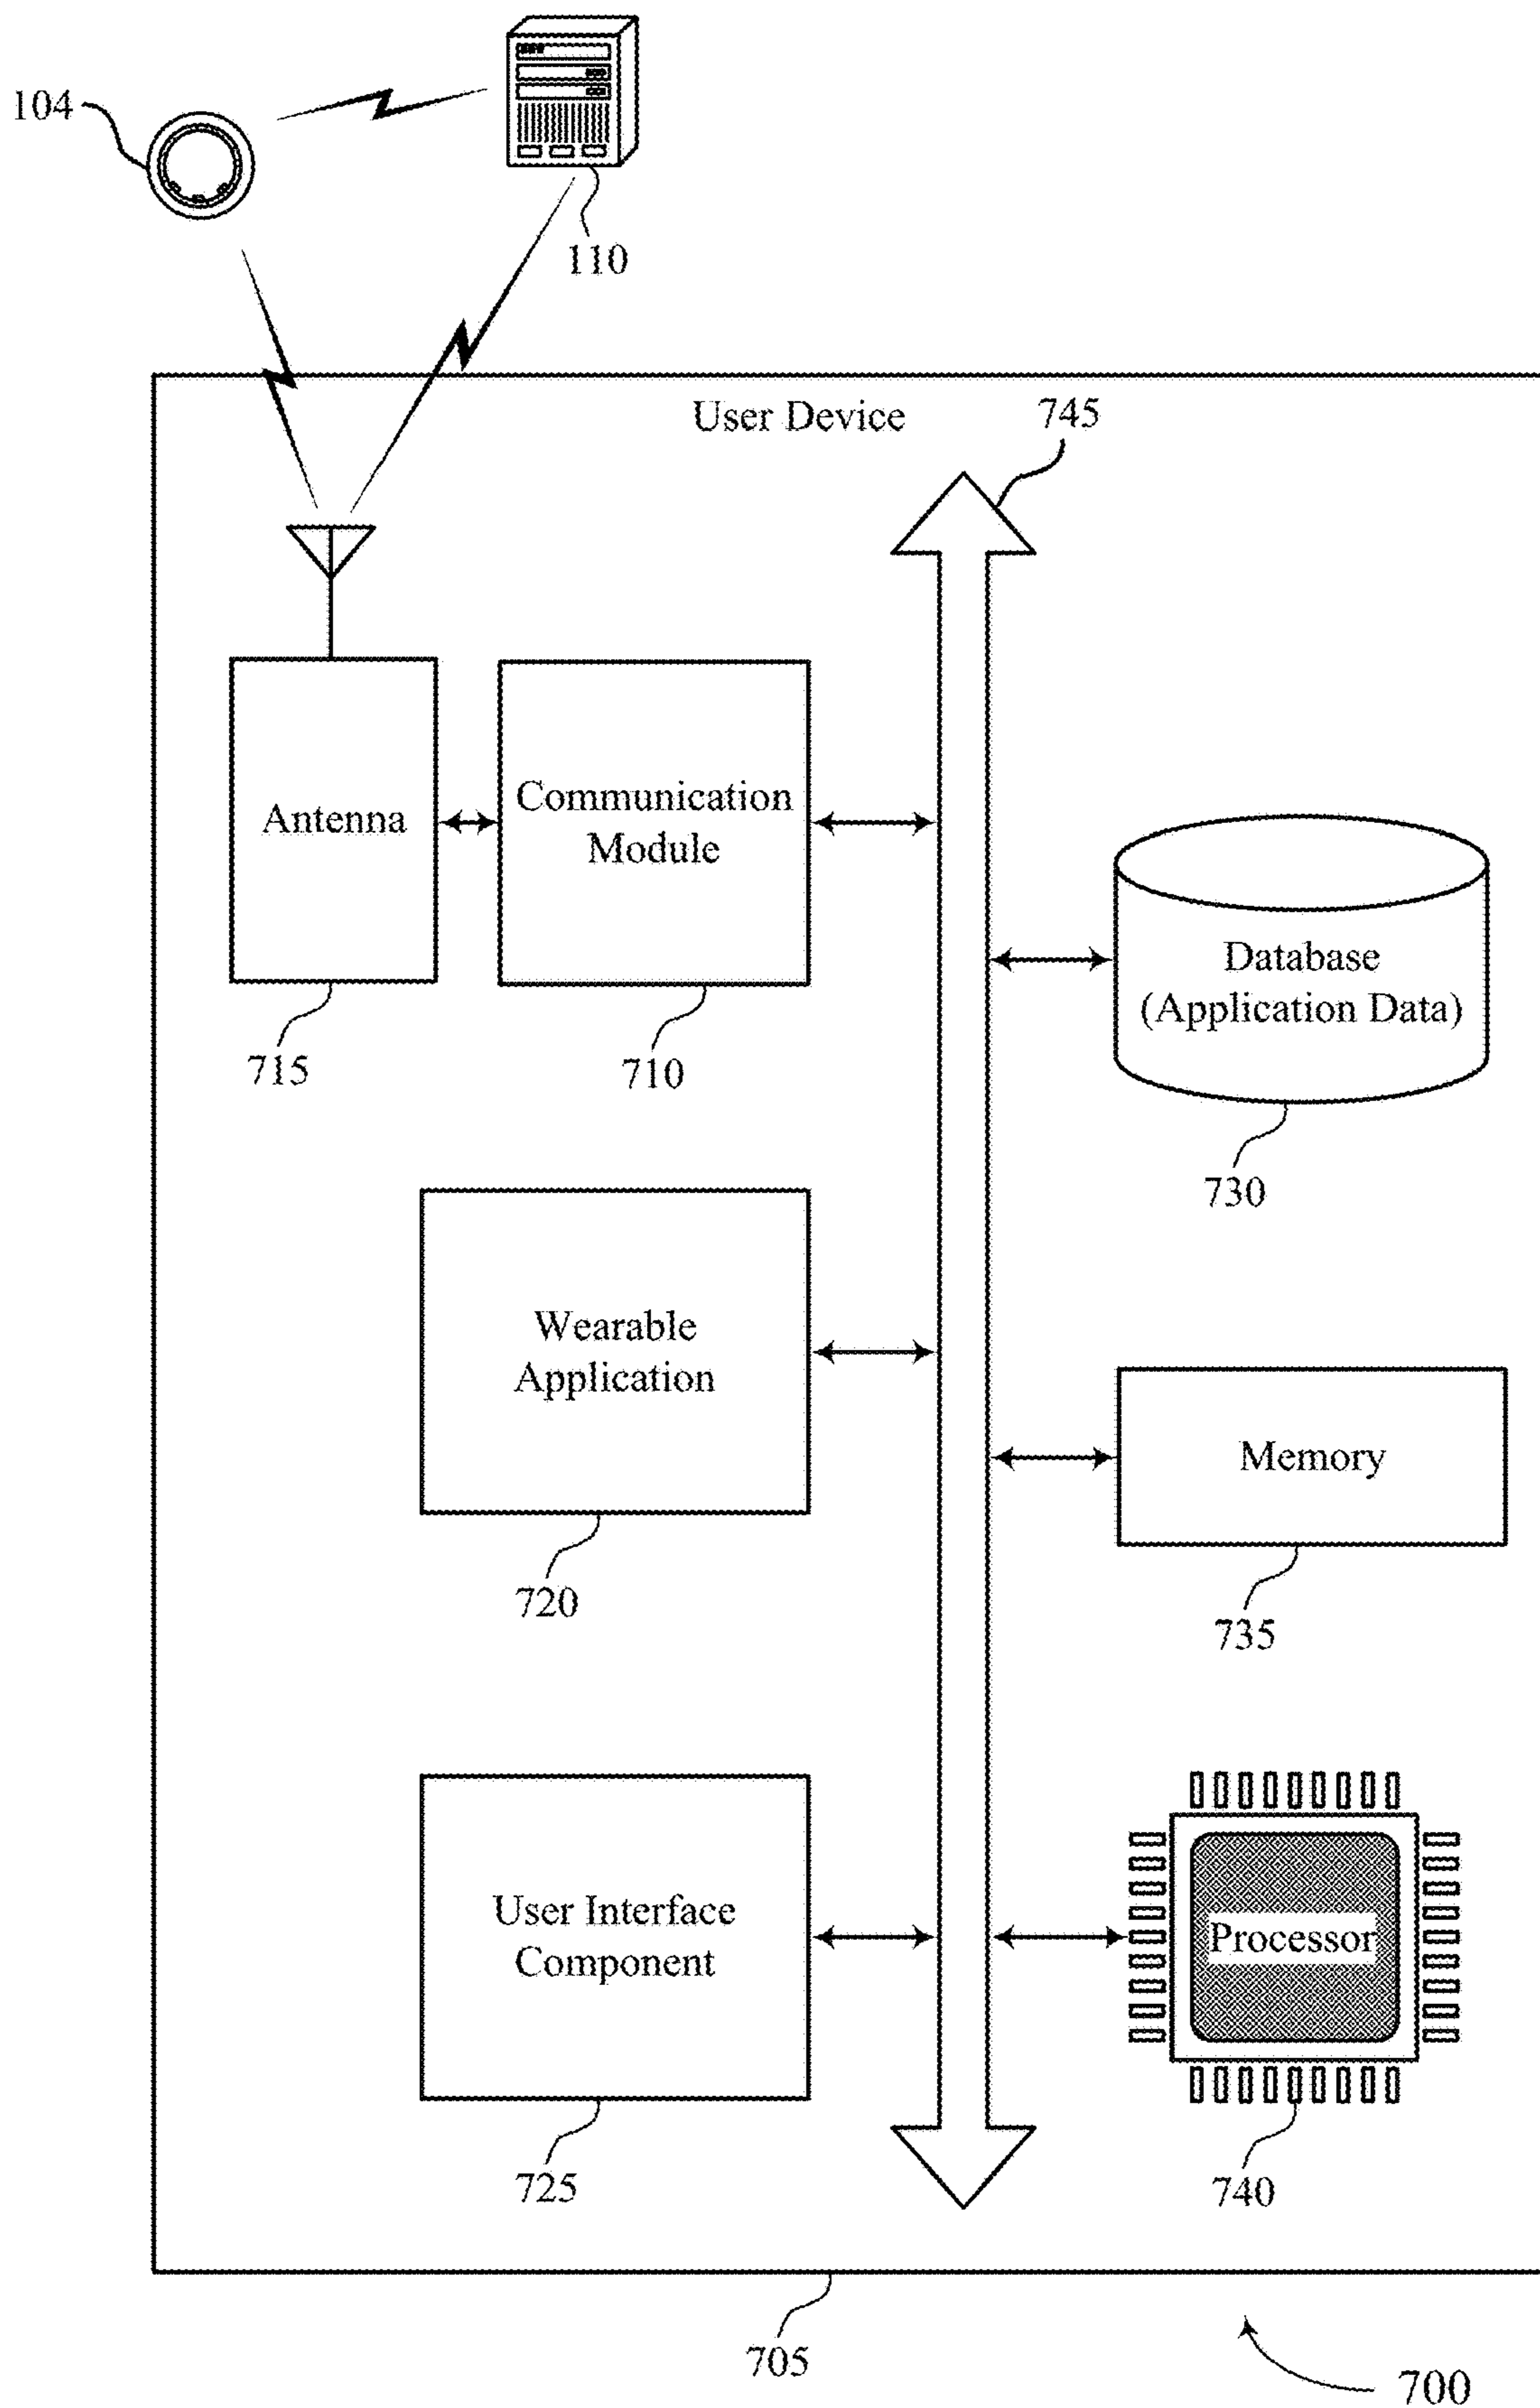 104
110
User Device
745
Antenna
Communication
Module
715
710
Database
(Application Data)
730
Wearable
Application
720
Memory
735
User Interface
Component
725
Processor
740
705
700